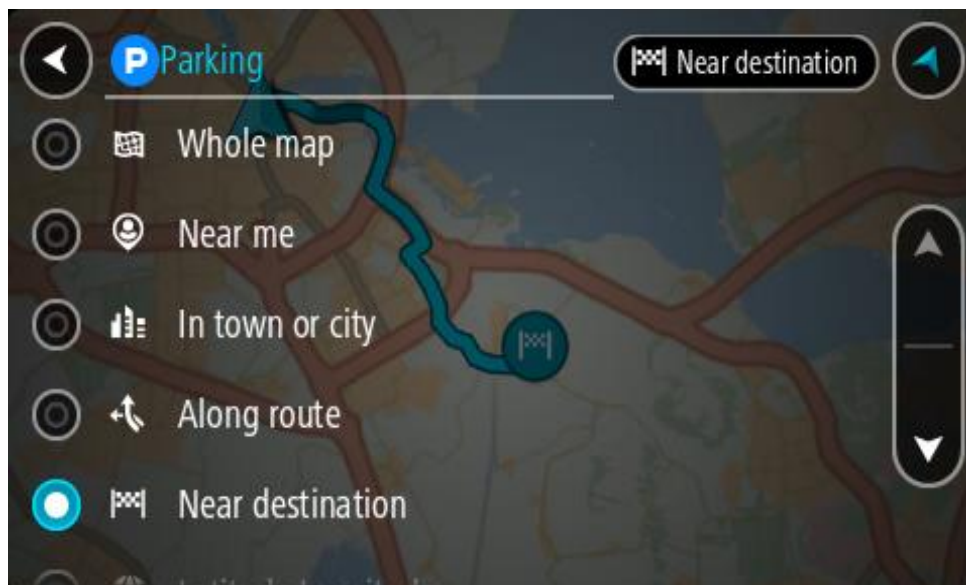 P Parking
Near destination
Whole map
Near me
In town or city
Along route
Near destination